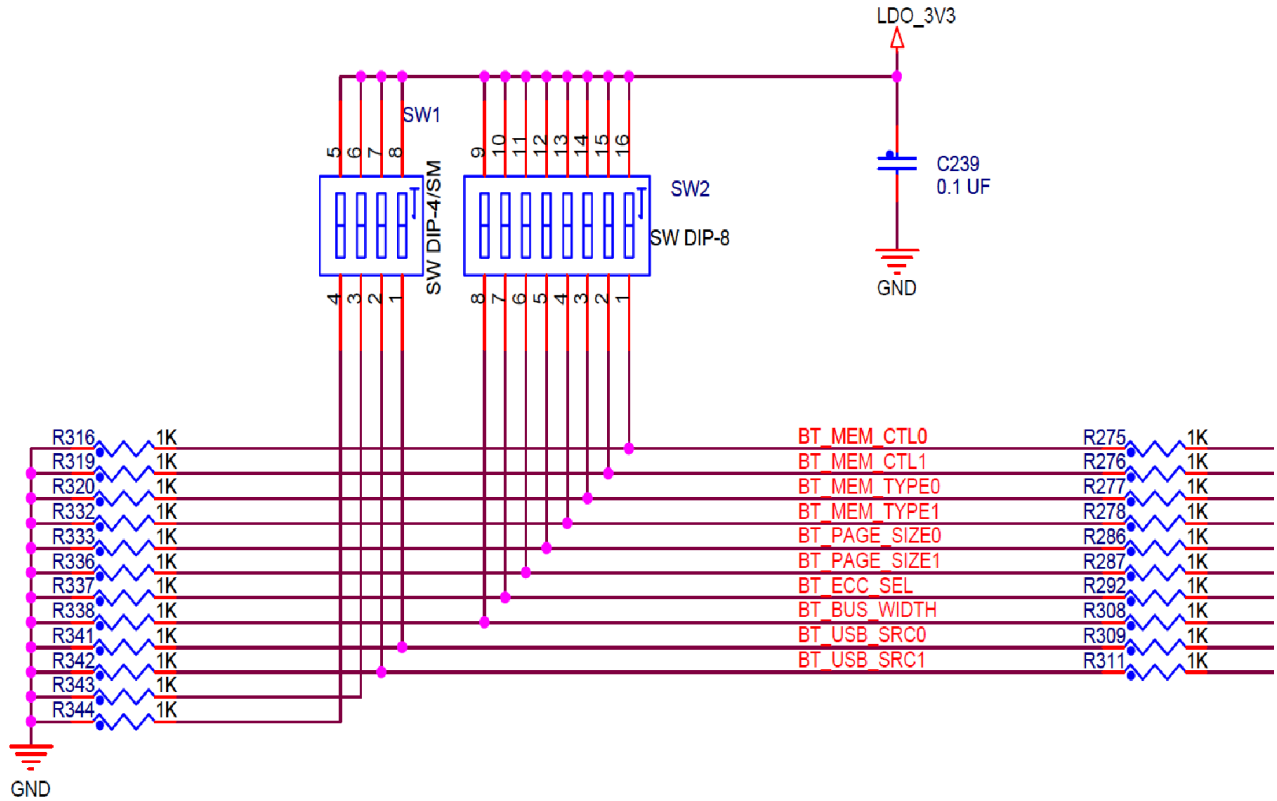 LDO_3V3
SW1
5 6 7 8
9 10 11 12 13 14 15 16
C239
0.1 UF
SW2
SW DIP-4/SM
SW DIP-8
GND
4 3 2 1
8 7 6 5 4 3 2 1
R316 1K BT_MEM_CTL0 R275 1K
R319 1K BT_MEM_CTL1 R276 1K
R320 1K BT_MEM_TYPE0 R277 1K
R332 1K BT_MEM_TYPE1 R278 1K
R333 1K BT_PAGE_SIZE0 R286 1K
R336 1K BT_PAGE_SIZE1 R287 1K
R337 1K BT_ECC_SEL R292 1K
R338 1K BT_BUS_WIDTH R308 1K
R341 1K BT_USB_SRC0 R309 1K
R342 1K BT_USB_SRC1 R311 1K
R343 1K
R344 1K
GND